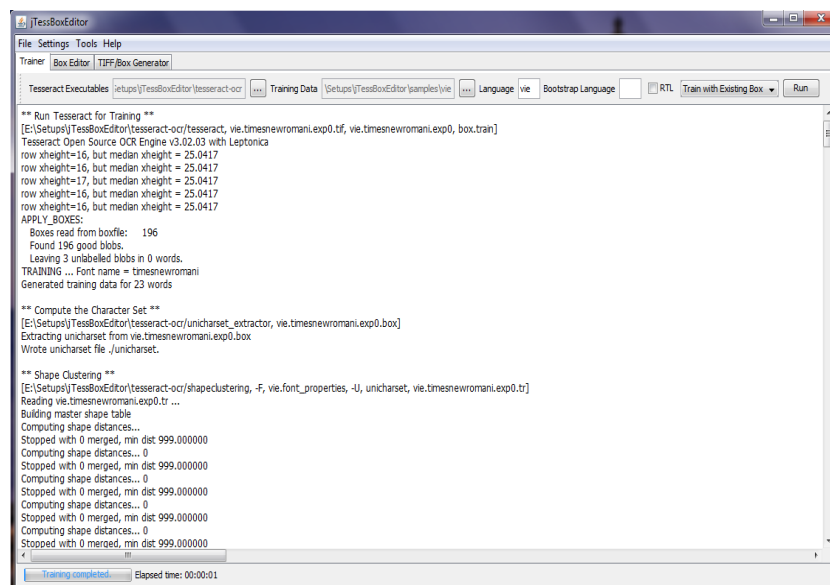 jTessBoxEditor
File Settings Tools Help
Trainer Box Editor TIFF/Box Generator
Tesseract Executables \Setups\jTessBoxEditor\tesseract-ocr ... Training Data \Setups\jTessBoxEditor\samples\vie ... Language vie Bootstrap Language RTL Train with Existing Box Run
** Run Tesseract for Training **
[E:\Setups\jTessBoxEditor\tesseract-ocr/tesseract, vie.timesnewromani.exp0.tif, vie.timesnewromani.exp0, box.train]
Tesseract Open Source OCR Engine v3.02.03 with Leptonica
row xheight=16, but median xheight = 25.0417
row xheight=16, but median xheight = 25.0417
row xheight=17, but median xheight = 25.0417
row xheight=16, but median xheight = 25.0417
row xheight=16, but median xheight = 25.0417
APPLY_BOXES:
Boxes read from boxfile: 196
Found 196 good blobs.
Leaving 3 unlabelled blobs in 0 words.
TRAINING ... Font name = timesnewromani
Generated training data for 23 words
** Compute the Character Set **
[E:\Setups\jTessBoxEditor\tesseract-ocr/unicharset_extractor, vie.timesnewromani.exp0.box]
Extracting unicharset from vie.timesnewromani.exp0.box
Wrote unicharset file ./unicharset.
** Shape Clustering **
[E:\Setups\jTessBoxEditor\tesseract-ocr/shapeclustering, -F, vie.font_properties, -U, unicharset, vie.timesnewromani.exp0.tr]
Reading vie.timesnewromani.exp0.tr ...
Building master shape table
Computing shape distances...
Stopped with 0 merged, min dist 999.000000
Computing shape distances... 0
Stopped with 0 merged, min dist 999.000000
Computing shape distances... 0
Stopped with 0 merged, min dist 999.000000
Computing shape distances... 0
Stopped with 0 merged, min dist 999.000000
Computing shape distances... 0
Stopped with 0 merged, min dist 999.000000
Training completed. Elapsed time: 00:00:01